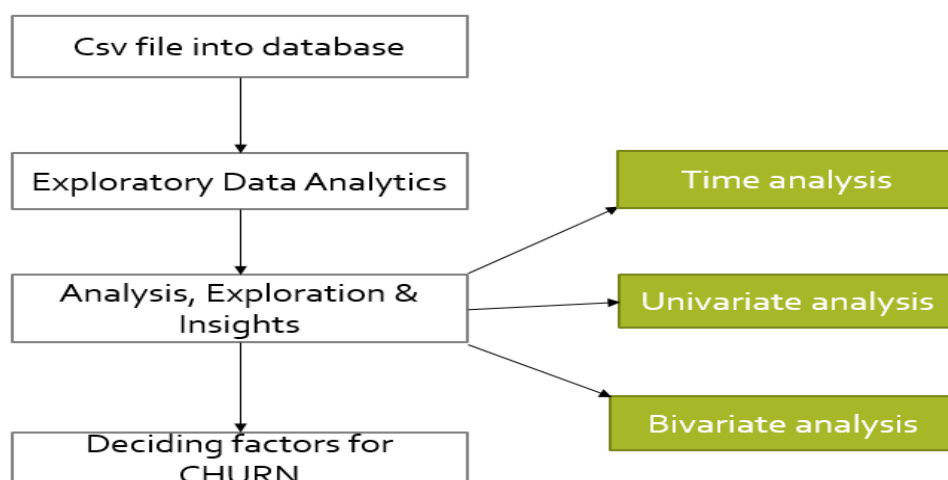 Csv file into database
Exploratory Data Analytics
Time analysis
Analysis, Exploration &
Insights
Univariate analysis
Bivariate analysis
Deciding factors for
CHURN